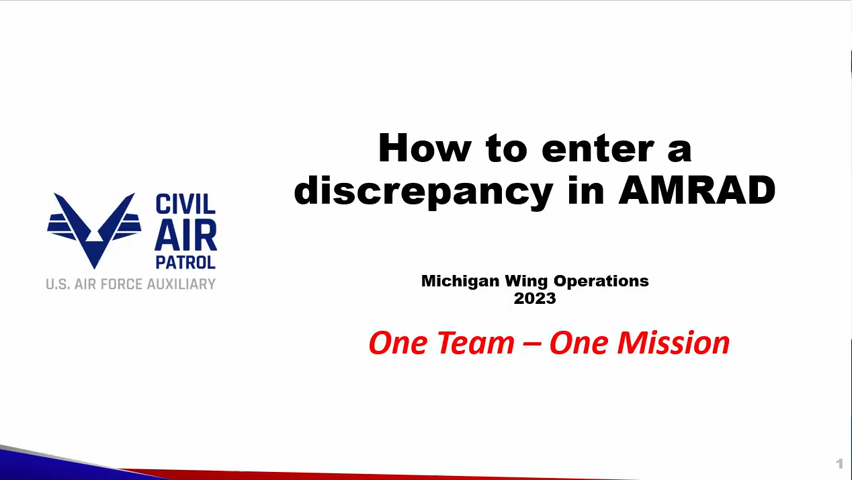 How to enter a
discrepancy in AMRAD
CIVIL
AIR
PATROL
U.S. AIR FORCE AUXILIARY
Michigan Wing Operations
2023
One Team – One Mission
1